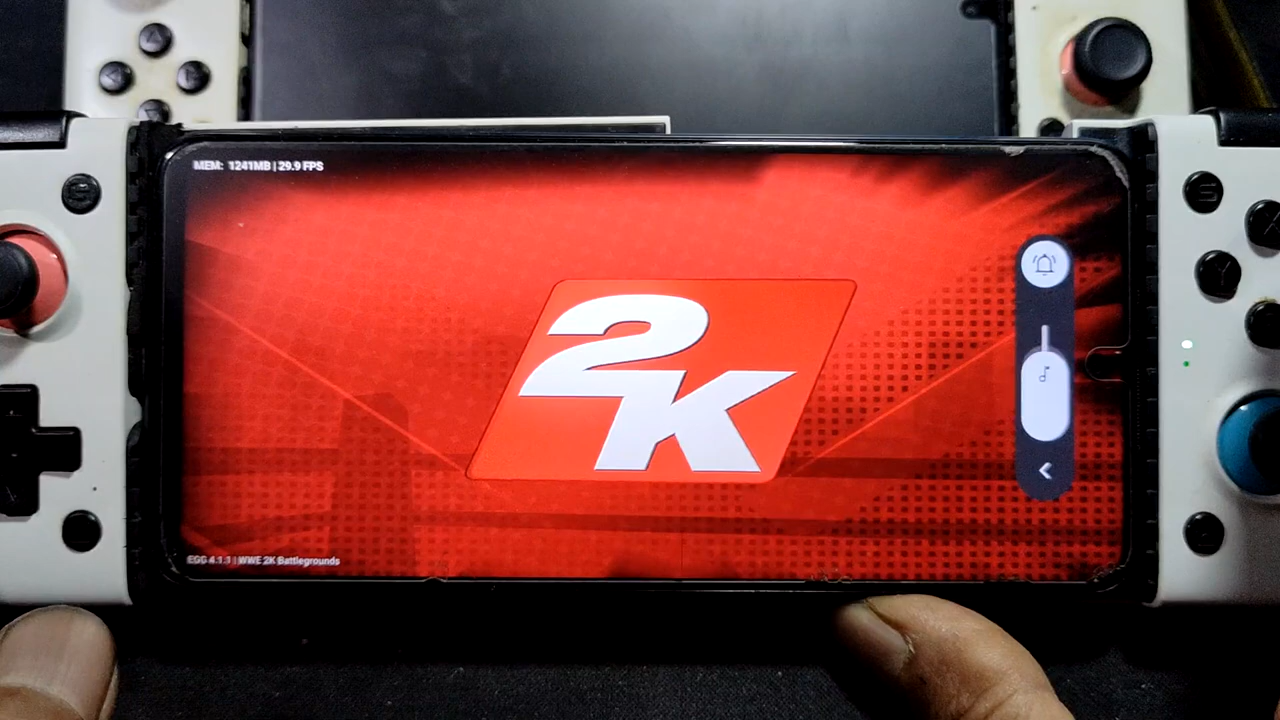 MEM: 1241MB | 29.9 FPS
2K
EGG 4.1.1 | WWE 2K Battlegrounds
S
X
Y